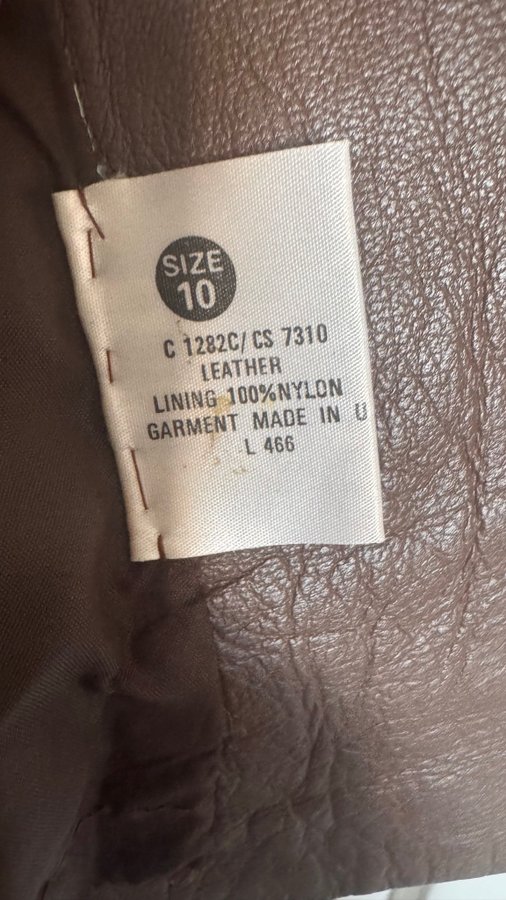 SIZE
10
C 1282C/ CS 7310
LEATHER
LINING 100%NYLON
GARMENT MADE IN U
L 466